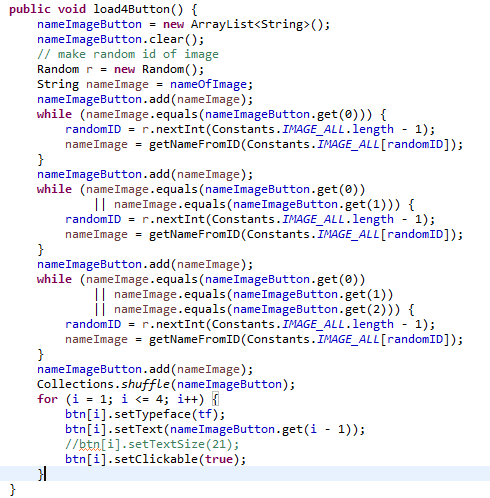 public void load4Button() {
    nameImageButton = new ArrayList<String>();
    nameImageButton.clear();
    // make random id of image
    Random r = new Random();
    String nameImage = nameOfImage;
    nameImageButton.add(nameImage);
    while (nameImage.equals(nameImageButton.get(0))) {
        randomID = r.nextInt(Constants.IMAGE_ALL.length - 1);
        nameImage = getNameFromID(Constants.IMAGE_ALL[randomID]);
    }
    nameImageButton.add(nameImage);
    while (nameImage.equals(nameImageButton.get(0))
            || nameImage.equals(nameImageButton.get(1))) {
        randomID = r.nextInt(Constants.IMAGE_ALL.length - 1);
        nameImage = getNameFromID(Constants.IMAGE_ALL[randomID]);
    }
    nameImageButton.add(nameImage);
    while (nameImage.equals(nameImageButton.get(0))
            || nameImage.equals(nameImageButton.get(1))
            || nameImage.equals(nameImageButton.get(2))) {
        randomID = r.nextInt(Constants.IMAGE_ALL.length - 1);
        nameImage = getNameFromID(Constants.IMAGE_ALL[randomID]);
    }
    nameImageButton.add(nameImage);
    Collections.shuffle(nameImageButton);
    for (i = 1; i <= 4; i++) {
        btn[i].setTypeface(tf);
        btn[i].setText(nameImageButton.get(i - 1));
        //btn[i].setTextSize(21);
        btn[i].setClickable(true);
    }
}